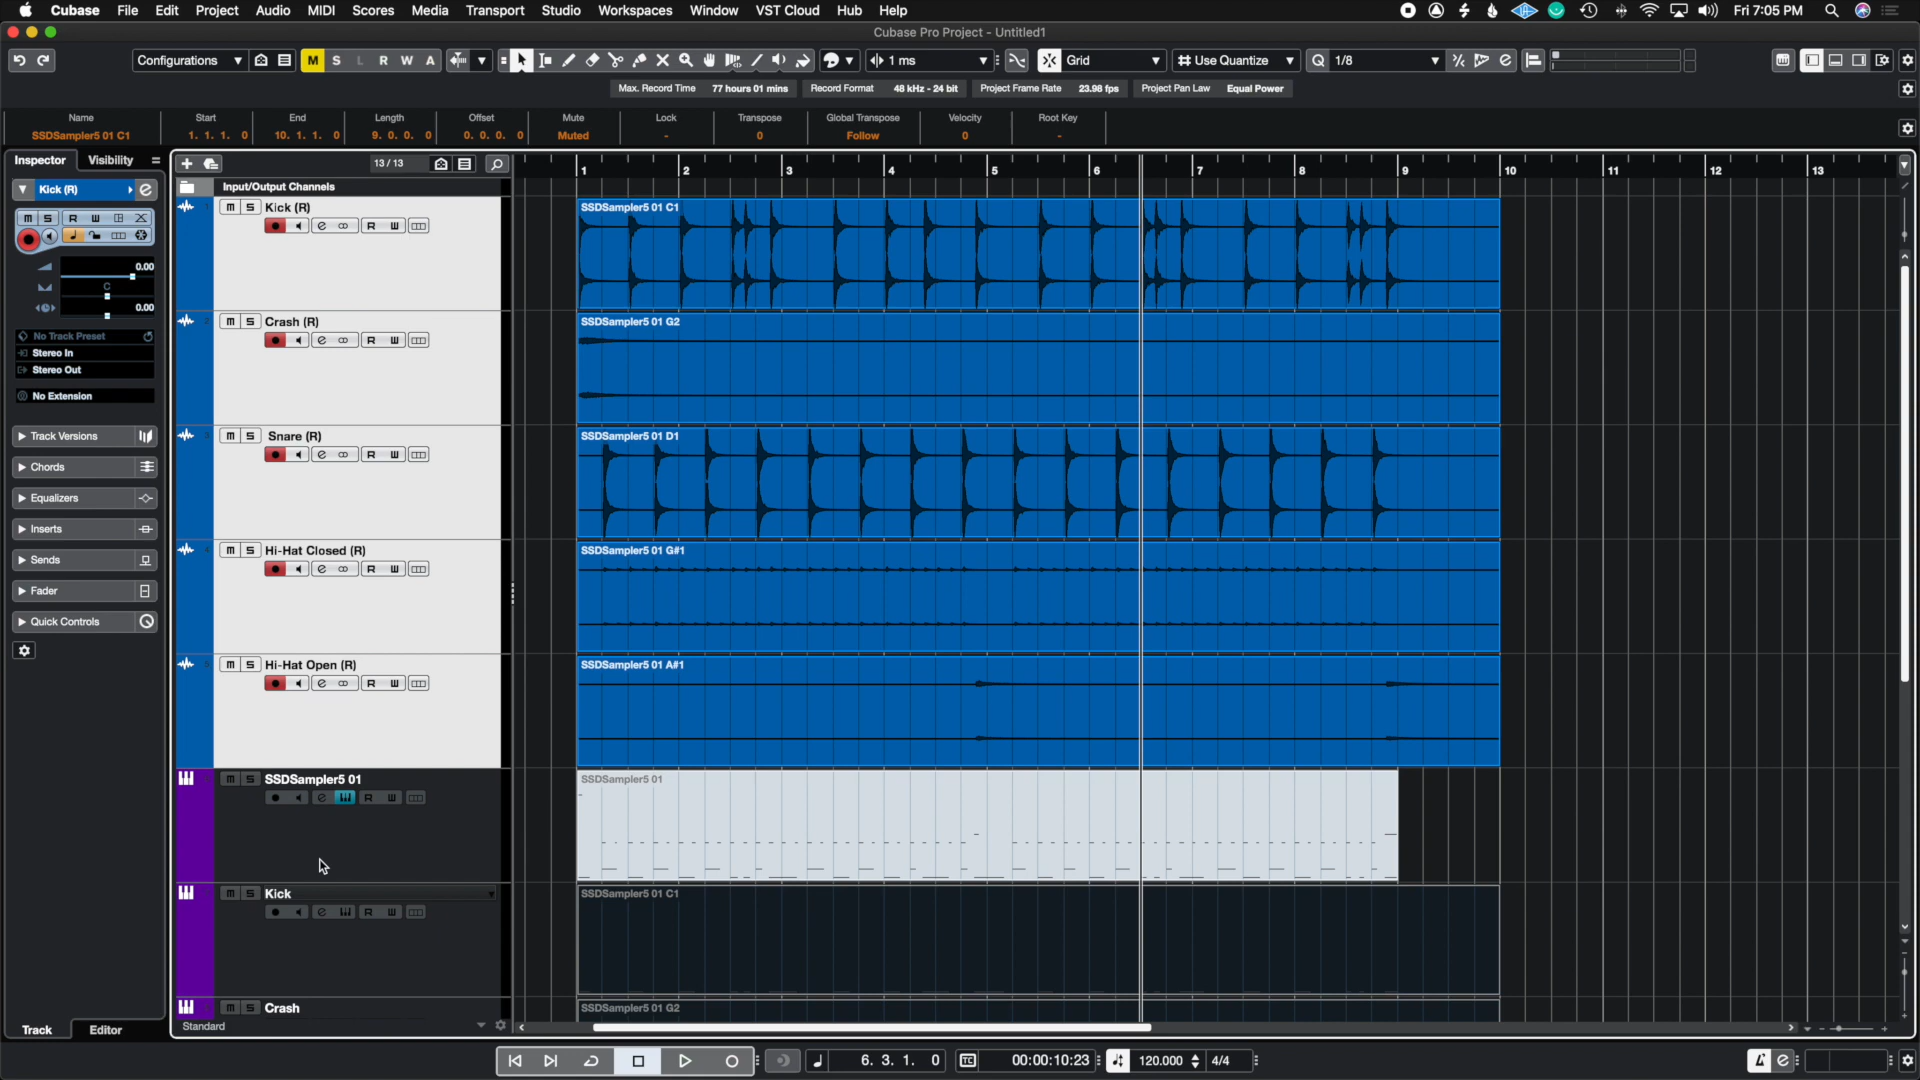 Cubase File Edit Project Audio MIDI Scores Media Transport Studio Workspaces Window VST Cloud Hub Help Fri 7:05 PM
Cubase Pro Project - Untitled1
Configurations M S L R W A 1 ms Grid Use Quantize Q 1/8
Max. Record Time 77 hours 01 mins Record Format 48 kHz - 24 bit Project Frame Rate 23.98 fps Project Pan Law Equal Power
Name Start End Length Offset Mute Lock Transpose Global Transpose Velocity Root Key
SSDSampler5 01 C1 1. 1. 1. 0 10. 1. 1. 0 9. 0. 0. 0 0. 0. 0. 0 Muted - 0 Follow 0 -
Inspector Visibility 13 / 13 1 2 3 4 5 6 7 8 9 10 11 12 13
Input/Output Channels
Kick (R)
m S R W
0.00
C
0.00
No Track Preset
Stereo In
Stereo Out
No Extension
Track Versions
Chords
Equalizers
Inserts
Sends
Fader
Quick Controls
1 m S Kick (R) SSDSampler5 01 C1
e R W
2 m S Crash (R) SSDSampler5 01 G2
e R W
3 m S Snare (R) SSDSampler5 01 D1
e R W
4 m S Hi-Hat Closed (R) SSDSampler5 01 G#1
e R W
5 m S Hi-Hat Open (R) SSDSampler5 01 A#1
e R W
m S SSDSampler5 01 SSDSampler5 01
e R W
m S Kick SSDSampler5 01 C1
e R W
m S Crash SSDSampler5 01 G2
Standard
Track Editor
6. 3. 1. 0 TC 00:00:10:23 120.000 4/4